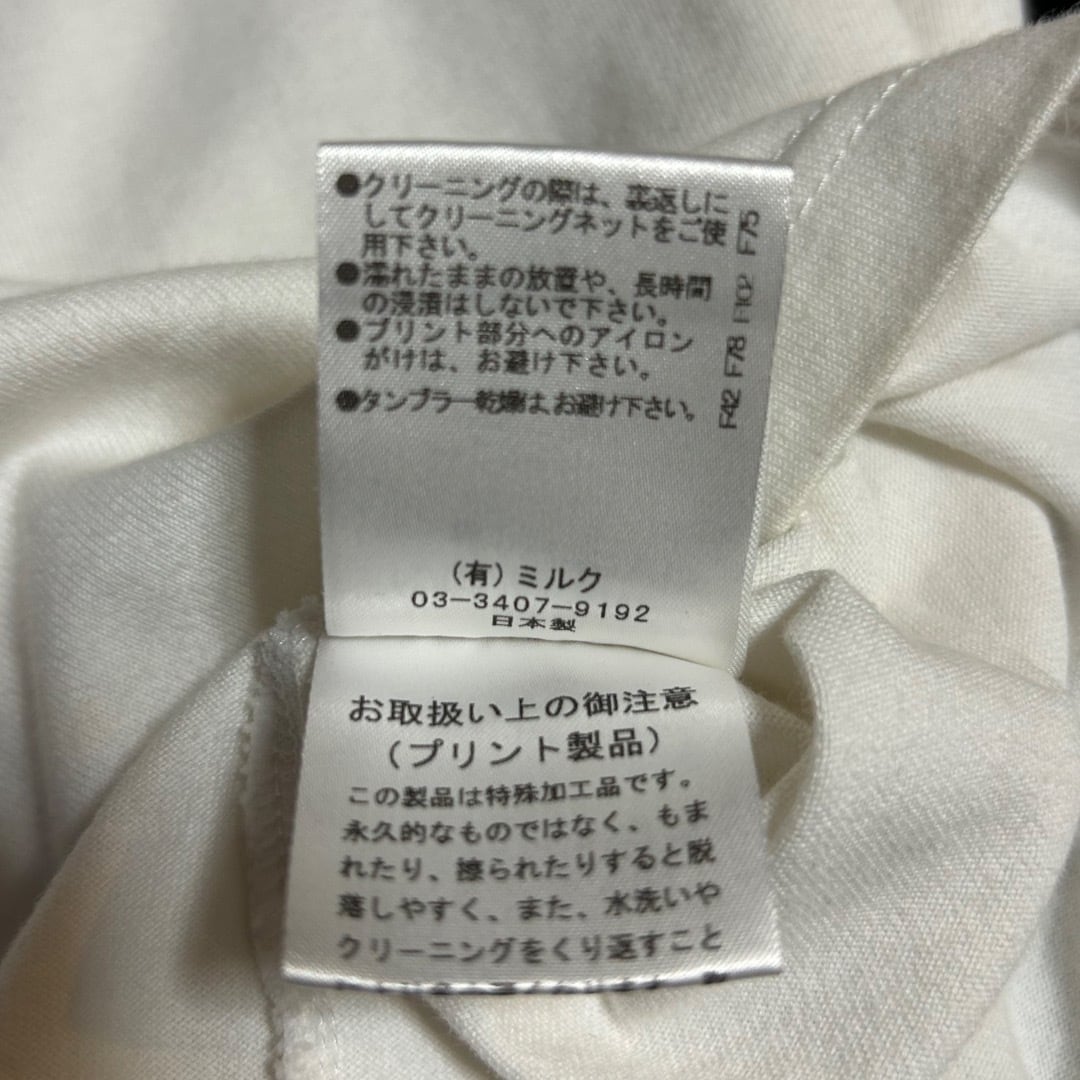 ●クリーニングの際は、裏返しに
してクリーニングネットをご使
用下さい。
●濡れたままの放置や、長時間
の浸漬はしないで下さい。
●プリント部分へのアイロン
がけは、お避け下さい。
●タンブラー乾燥は、お避け下さい。
F42 F78 F102 F75
(有)ミルク
03-3407-9192
日本製
お取扱い上の御注意
(プリント製品)
この製品は特殊加工品です。
永久的なものではなく、もま
れたり、擦られたりすると脱
落しやすく、また、水洗いや
クリーニングをくり返すこと